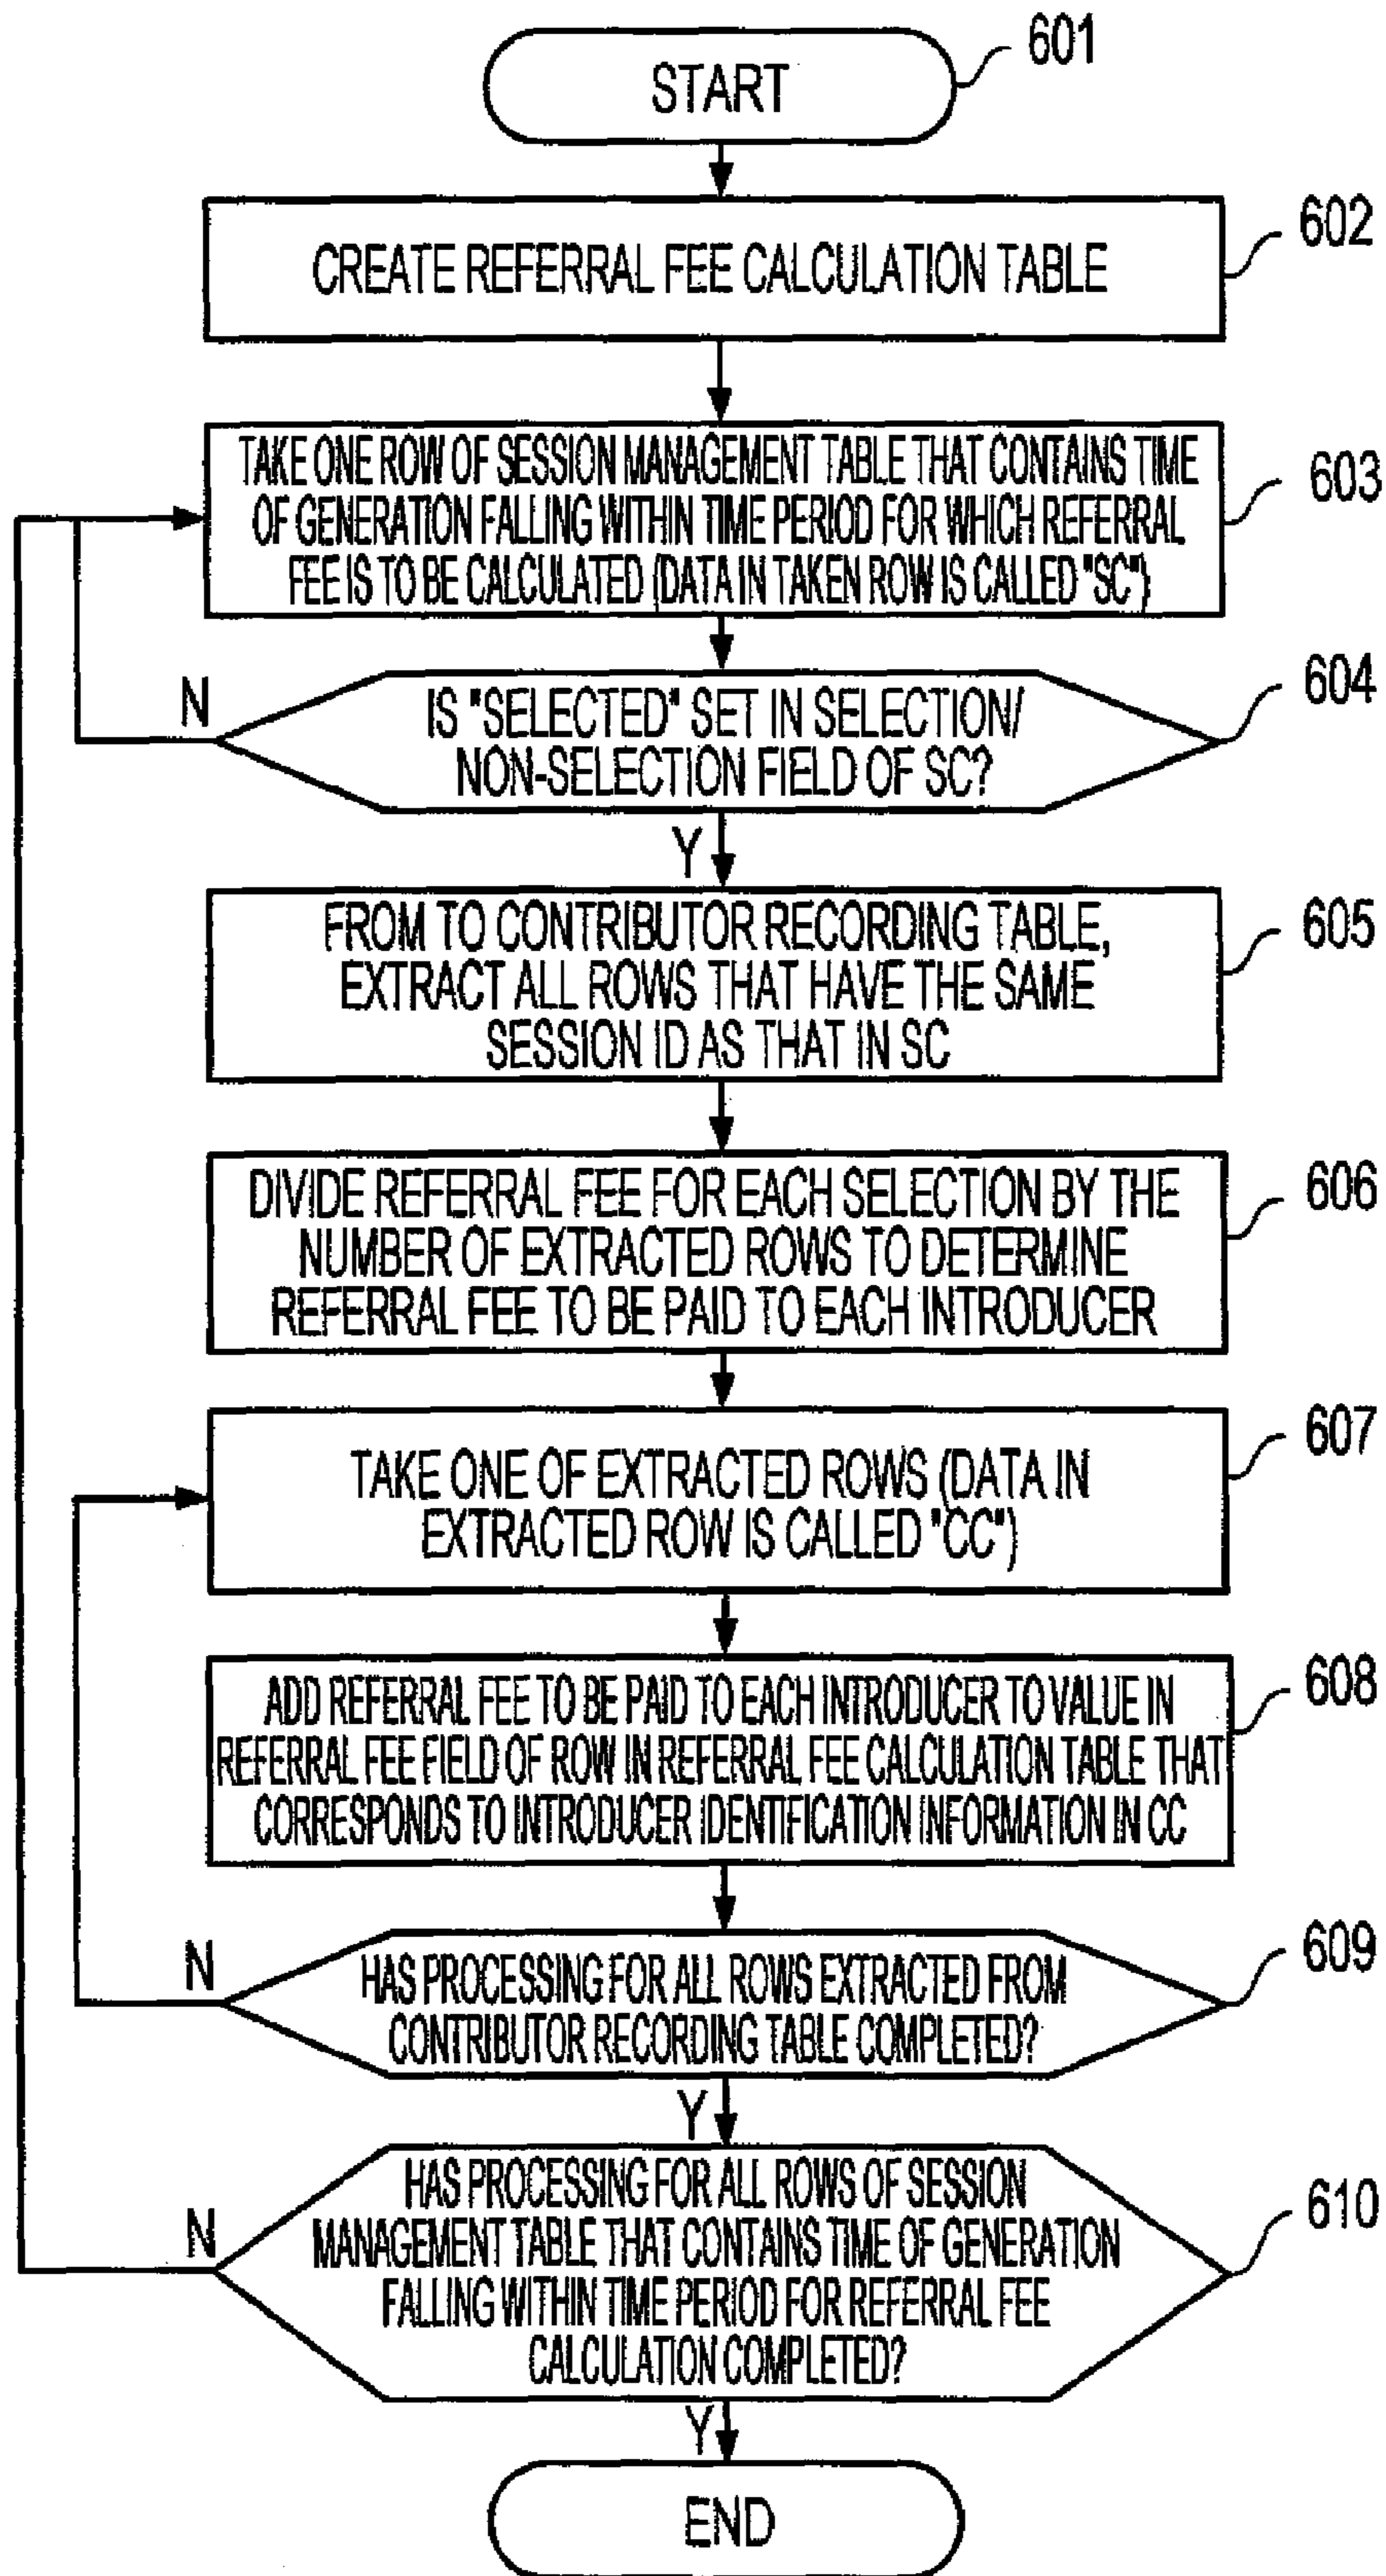 START
601
CREATE REFERRAL FEE CALCULATION TABLE
602
TAKE ONE ROW OF SESSION MANAGEMENT TABLE THAT CONTAINS TIME
OF GENERATION FALLING WITHIN TIME PERIOD FOR WHICH REFERRAL
FEE IS TO BE CALCULATED (DATA IN TAKEN ROW IS CALLED "SC")
603
N
IS "SELECTED" SET IN SELECTION/
NON-SELECTION FIELD OF SC?
604
Y
FROM TO CONTRIBUTOR RECORDING TABLE,
EXTRACT ALL ROWS THAT HAVE THE SAME
SESSION ID AS THAT IN SC
605
DIVIDE REFERRAL FEE FOR EACH SELECTION BY THE
NUMBER OF EXTRACTED ROWS TO DETERMINE
REFERRAL FEE TO BE PAID TO EACH INTRODUCER
606
TAKE ONE OF EXTRACTED ROWS (DATA IN
EXTRACTED ROW IS CALLED "CC")
607
ADD REFERRAL FEE TO BE PAID TO EACH INTRODUCER TO VALUE IN
REFERRAL FEE FIELD OF ROW IN REFERRAL FEE CALCULATION TABLE THAT
CORRESPONDS TO INTRODUCER IDENTIFICATION INFORMATION IN CC
608
N
HAS PROCESSING FOR ALL ROWS EXTRACTED FROM
CONTRIBUTOR RECORDING TABLE COMPLETED?
609
Y
N
HAS PROCESSING FOR ALL ROWS OF SESSION
MANAGEMENT TABLE THAT CONTAINS TIME OF GENERATION
FALLING WITHIN TIME PERIOD FOR REFERRAL FEE
CALCULATION COMPLETED?
610
Y
END